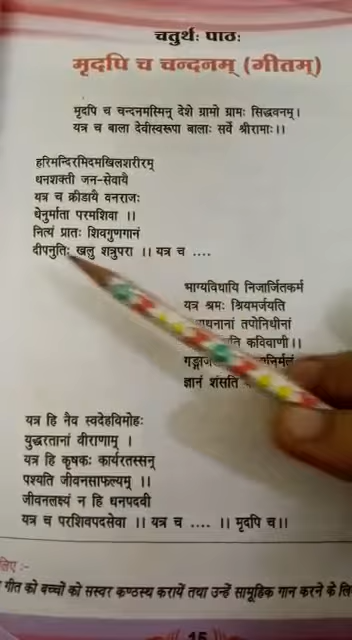 चतुर्थः पाठः
मृदपि च चन्दनम् (गीतम्)
मृदपि च चन्दनमस्मिन् देशे ग्रामो ग्रामः सिद्धवनम्।
यत्र च बाला देवीस्वरूपा बालाः सर्वे श्रीरामाः।।
हरिमन्दिरमिदमखिलशरीरम्
धनशक्ती जन-सेवायै
यत्र च क्रीडायै वनराजः
धेनुर्माता परमशिवा ।।
नित्यं प्रातः शिवगुणगानं
दीपनुतिः खलु शत्रुपरा ।। यत्र च ....
भाग्यविधायि निजार्जितकर्म
यत्र श्रमः श्रियमर्जयति
तपोनिधीनां
कविवाणी।।
ज्ञानं शंसति
यत्र हि नैव स्वदेहविमोहः
युद्धरतानां वीराणाम् ।
यत्र हि कृषकः कार्यरतस्सन्
पश्यति जीवनसाफल्यम् ।।
जीवनलक्ष्यं न हि धनपदवी
यत्र च परशिवपदसेवा ।। यत्र च .... ।। मृदपि च।।
गीत को बच्चों को सस्वर कण्ठस्थ करायें तथा उन्हें सामूहिक गान करने के
15